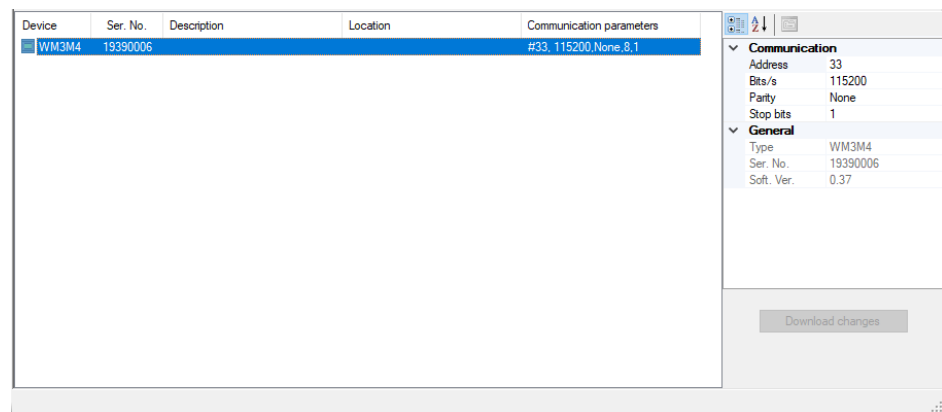 Device Ser. No. Description Location Communication parameters
WM3M4 19390006 #33, 115200,None,8,1
Communication
Address 33
Bits/s 115200
Parity None
Stop bits 1
General
Type WM3M4
Ser. No. 19390006
Soft. Ver. 0.37
Download changes